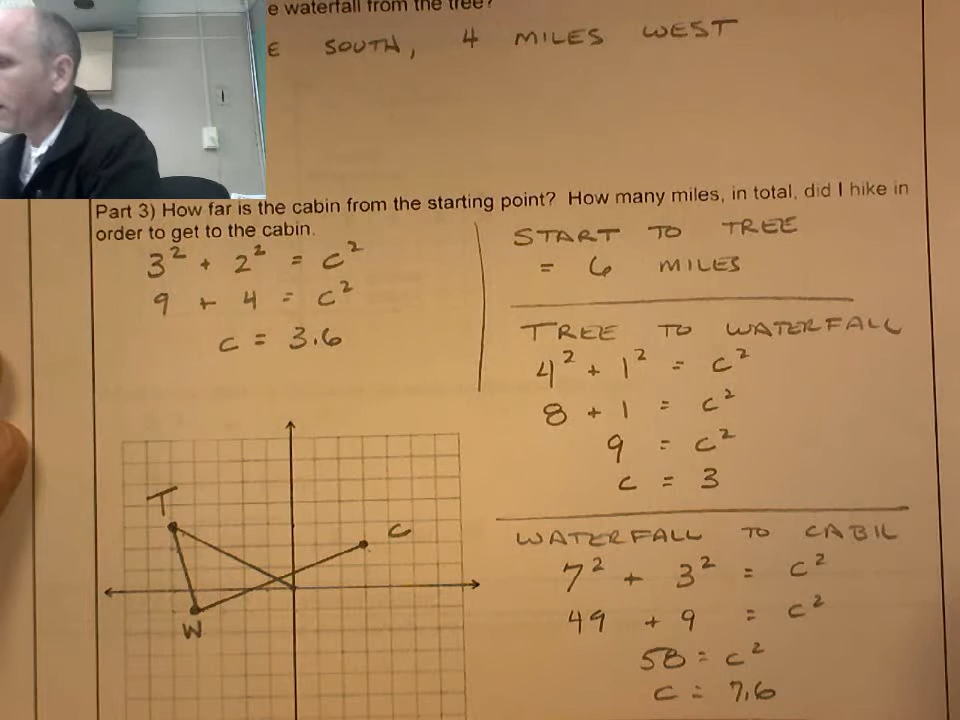 e waterfall from the tree?
E SOUTH, 4 MILES WEST
Part 3) How far is the cabin from the starting point? How many miles, in total, did I hike in
order to get to the cabin.
3² + 2² = c²
9 + 4 = c²
c = 3.6
START TO TREE
= 6 MILES
TREE TO WATERFALL
4² + 1² = c²
8 + 1 = c²
9 = c²
c = 3
WATERFALL TO CABIL
7² + 3² = c²
49 + 9 = c²
58 = c²
c = 7.6
T
C
W